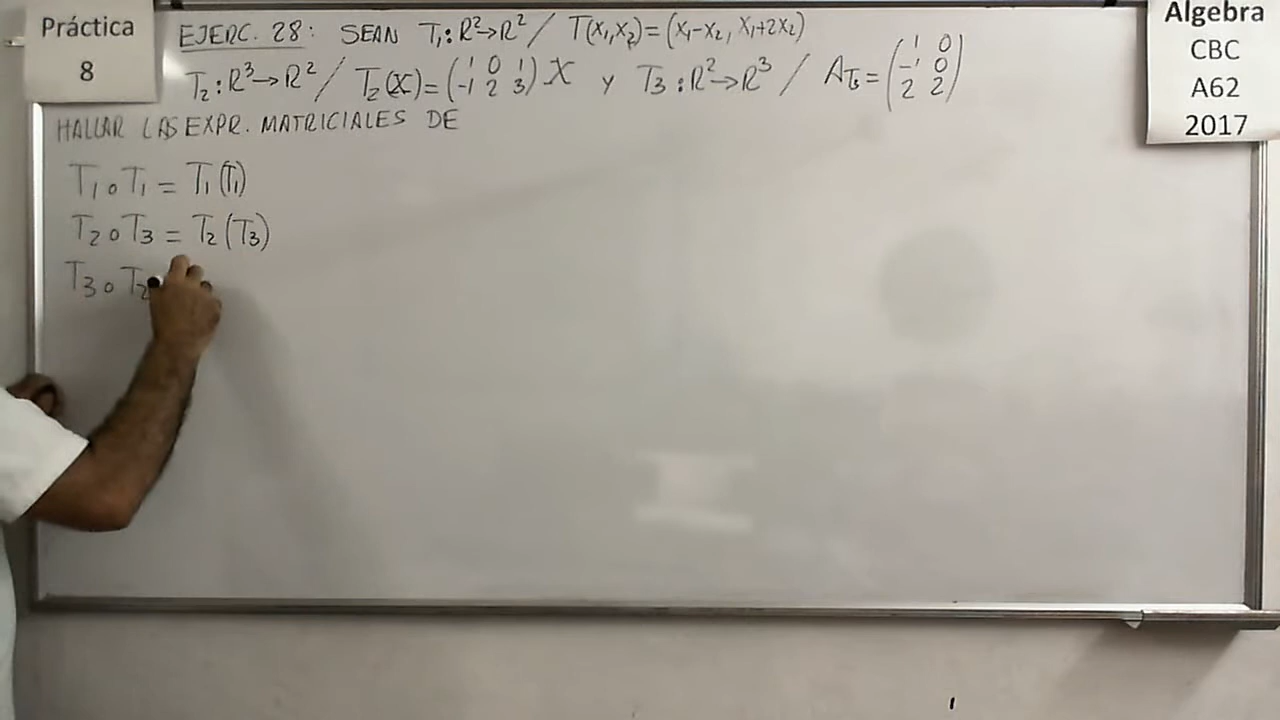 Práctica
8
EJERC. 28: SEAN T₁: R²→R² / T(X₁,X₂)=(X₁-X₂, X₁+2X₂)
T₂: R³→R² / T₂(X)=(1 0 1 / -1 2 3) X y T₃: R²→R³ / A_T₃=(1 0 / -1 0 / 2 2)
HALLAR LAS EXPR. MATRICIALES DE
T₁∘T₁ = T₁(T₁)
T₂∘T₃ = T₂(T₃)
T₃∘T₂
Algebra
CBC
A62
2017